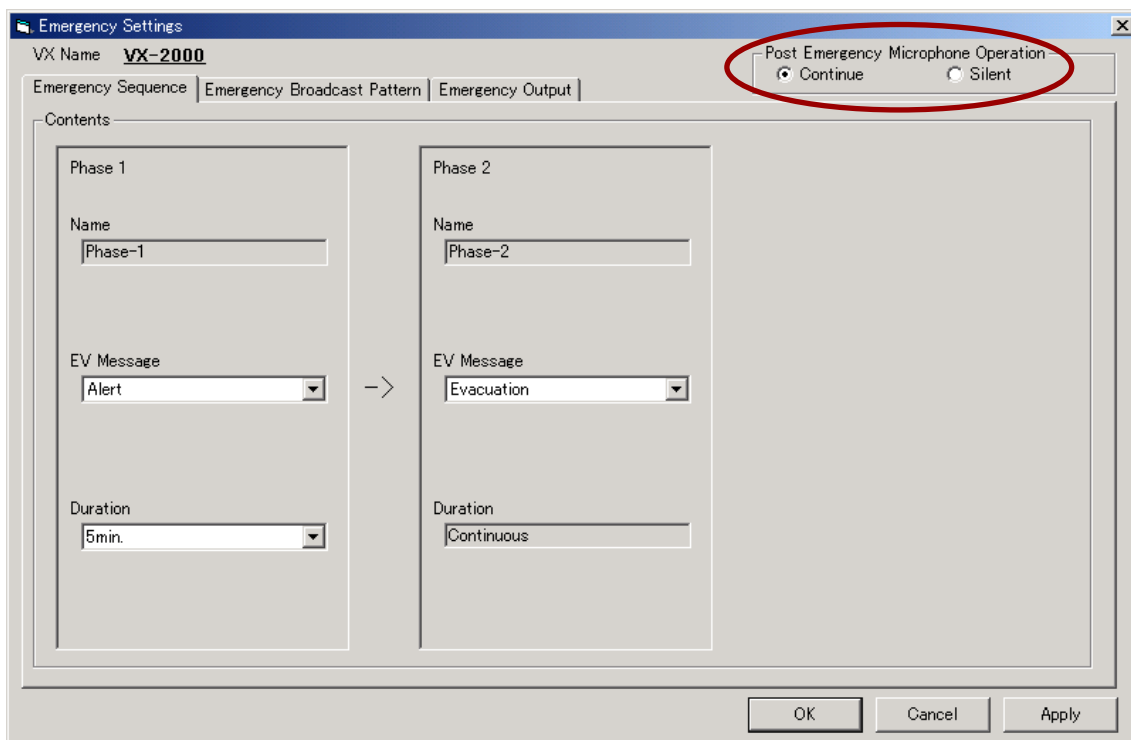 Emergency Settings
VX Name VX-2000
Post Emergency Microphone Operation
Continue Silent
Emergency Sequence Emergency Broadcast Pattern Emergency Output
Contents
Phase 1 Phase 2
Name Name
Phase-1 Phase-2
EV Message EV Message
Alert -> Evacuation
Duration Duration
5min. Continuous
OK Cancel Apply